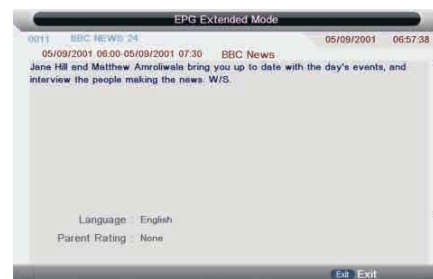 EPG Extended Mode
0011 BBC NEWS 24 05/09/2001 06:57:38
05/09/2001 06:00-05/09/2001 07:30 BBC News
Jane Hill and Matthew Amroliwala bring you up to date with the day's events, and
interview the people making the news. W/S.
Language : English
Parent Rating : None
Exit Exit